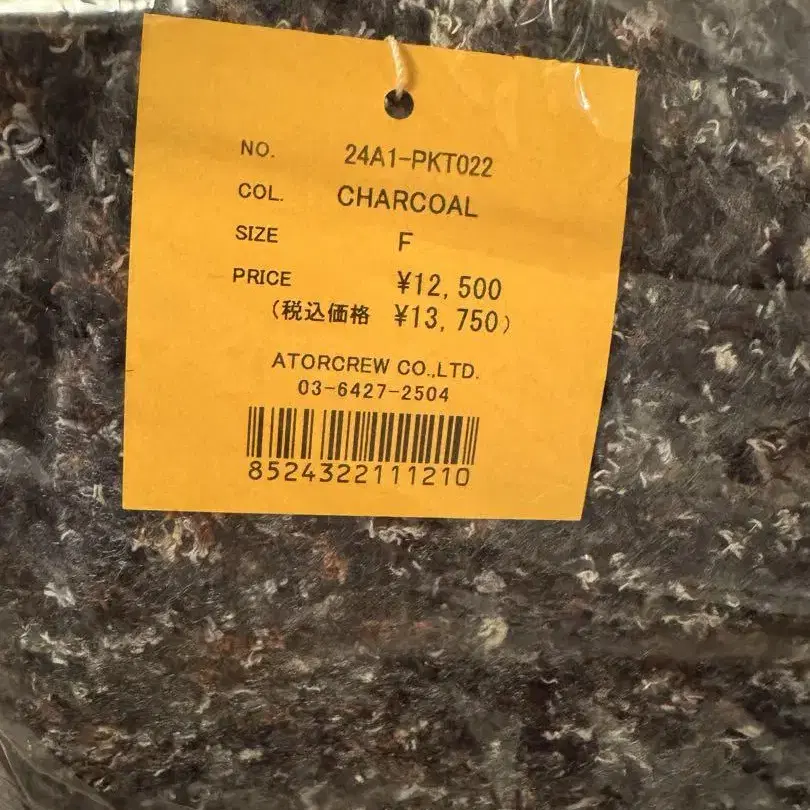 NO. 24A1-PKT022
COL. CHARCOAL
SIZE F
PRICE ¥12,500
(税込価格 ¥13,750)
ATORCREW CO.,LTD.
03-6427-2504
8524322111210